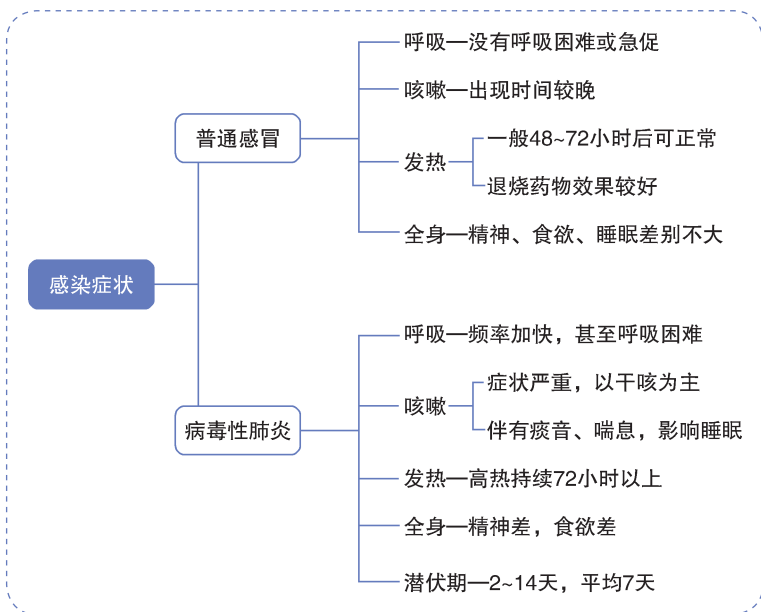 感染症状
普通感冒
呼吸—没有呼吸困难或急促
咳嗽—出现时间较晚
发热
一般48~72小时后可正常
退烧药物效果较好
全身—精神、食欲、睡眠差别不大
病毒性肺炎
呼吸—频率加快，甚至呼吸困难
咳嗽
症状严重，以干咳为主
伴有痰音、喘息，影响睡眠
发热—高热持续72小时以上
全身—精神差，食欲差
潜伏期—2~14天，平均7天